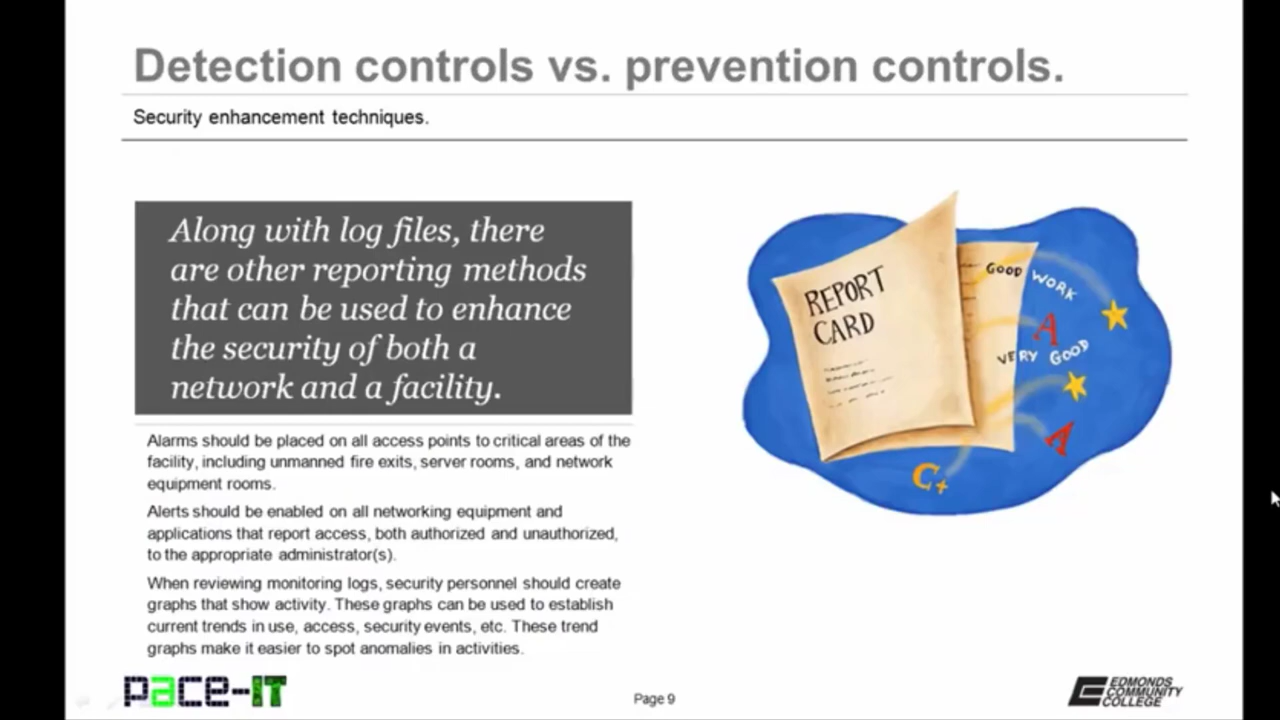 Detection controls vs. prevention controls.
Security enhancement techniques.
Along with log files, there
are other reporting methods
that can be used to enhance
the security of both a
network and a facility.
Alarms should be placed on all access points to critical areas of the
facility, including unmanned fire exits, server rooms, and network
equipment rooms.
Alerts should be enabled on all networking equipment and
applications that report access, both authorized and unauthorized,
to the appropriate administrator(s).
When reviewing monitoring logs, security personnel should create
graphs that show activity. These graphs can be used to establish
current trends in use, access, security events, etc. These trend
graphs make it easier to spot anomalies in activities.
REPORT
CARD
GOOD WORK
A
VERY GOOD
A
C+
pace-IT
Page 9
EDMONDS
COMMUNITY
COLLEGE